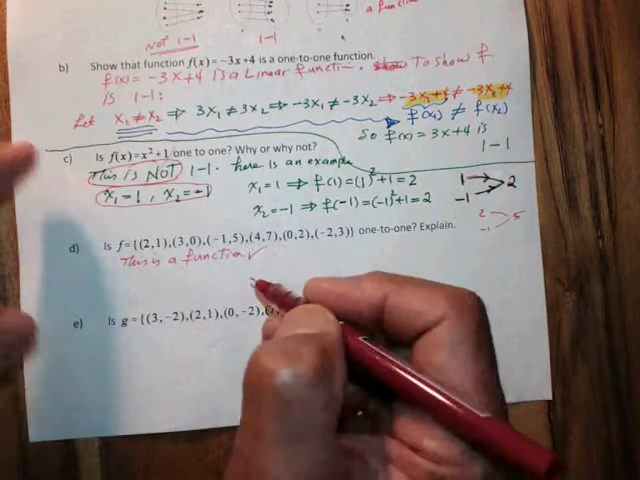 Not 1-1
1-1
a function
b) Show that function f(x) = -3x+4 is a one-to-one function.
f(x) = -3x+4 is a Linear function. To show f
is 1-1:
Let x₁ ≠ x₂ ⇒ 3x₁ ≠ 3x₂ ⇒ -3x₁ ≠ -3x₂ ⇒ -3x₁+4 ≠ -3x₂+4
f(x₁) ≠ f(x₂)
So f(x) = 3x+4 is
1-1
c) Is f(x) = x² + 1 one to one? Why or why not?
This is NOT 1-1. here is an example
x₁ = 1, x₂ = -1
x₁ = 1 ⇒ f(1) = (1)² + 1 = 2
x₂ = -1 ⇒ f(-1) = (-1)² + 1 = 2
1
-1
2
2
-1
5
d) Is f = {(2,1),(3,0),(-1,5),(4,7),(0,2),(-2,3)} one-to-one? Explain.
This is a function ✓
e) Is g = {(3,-2),(2,1),(0,-2),